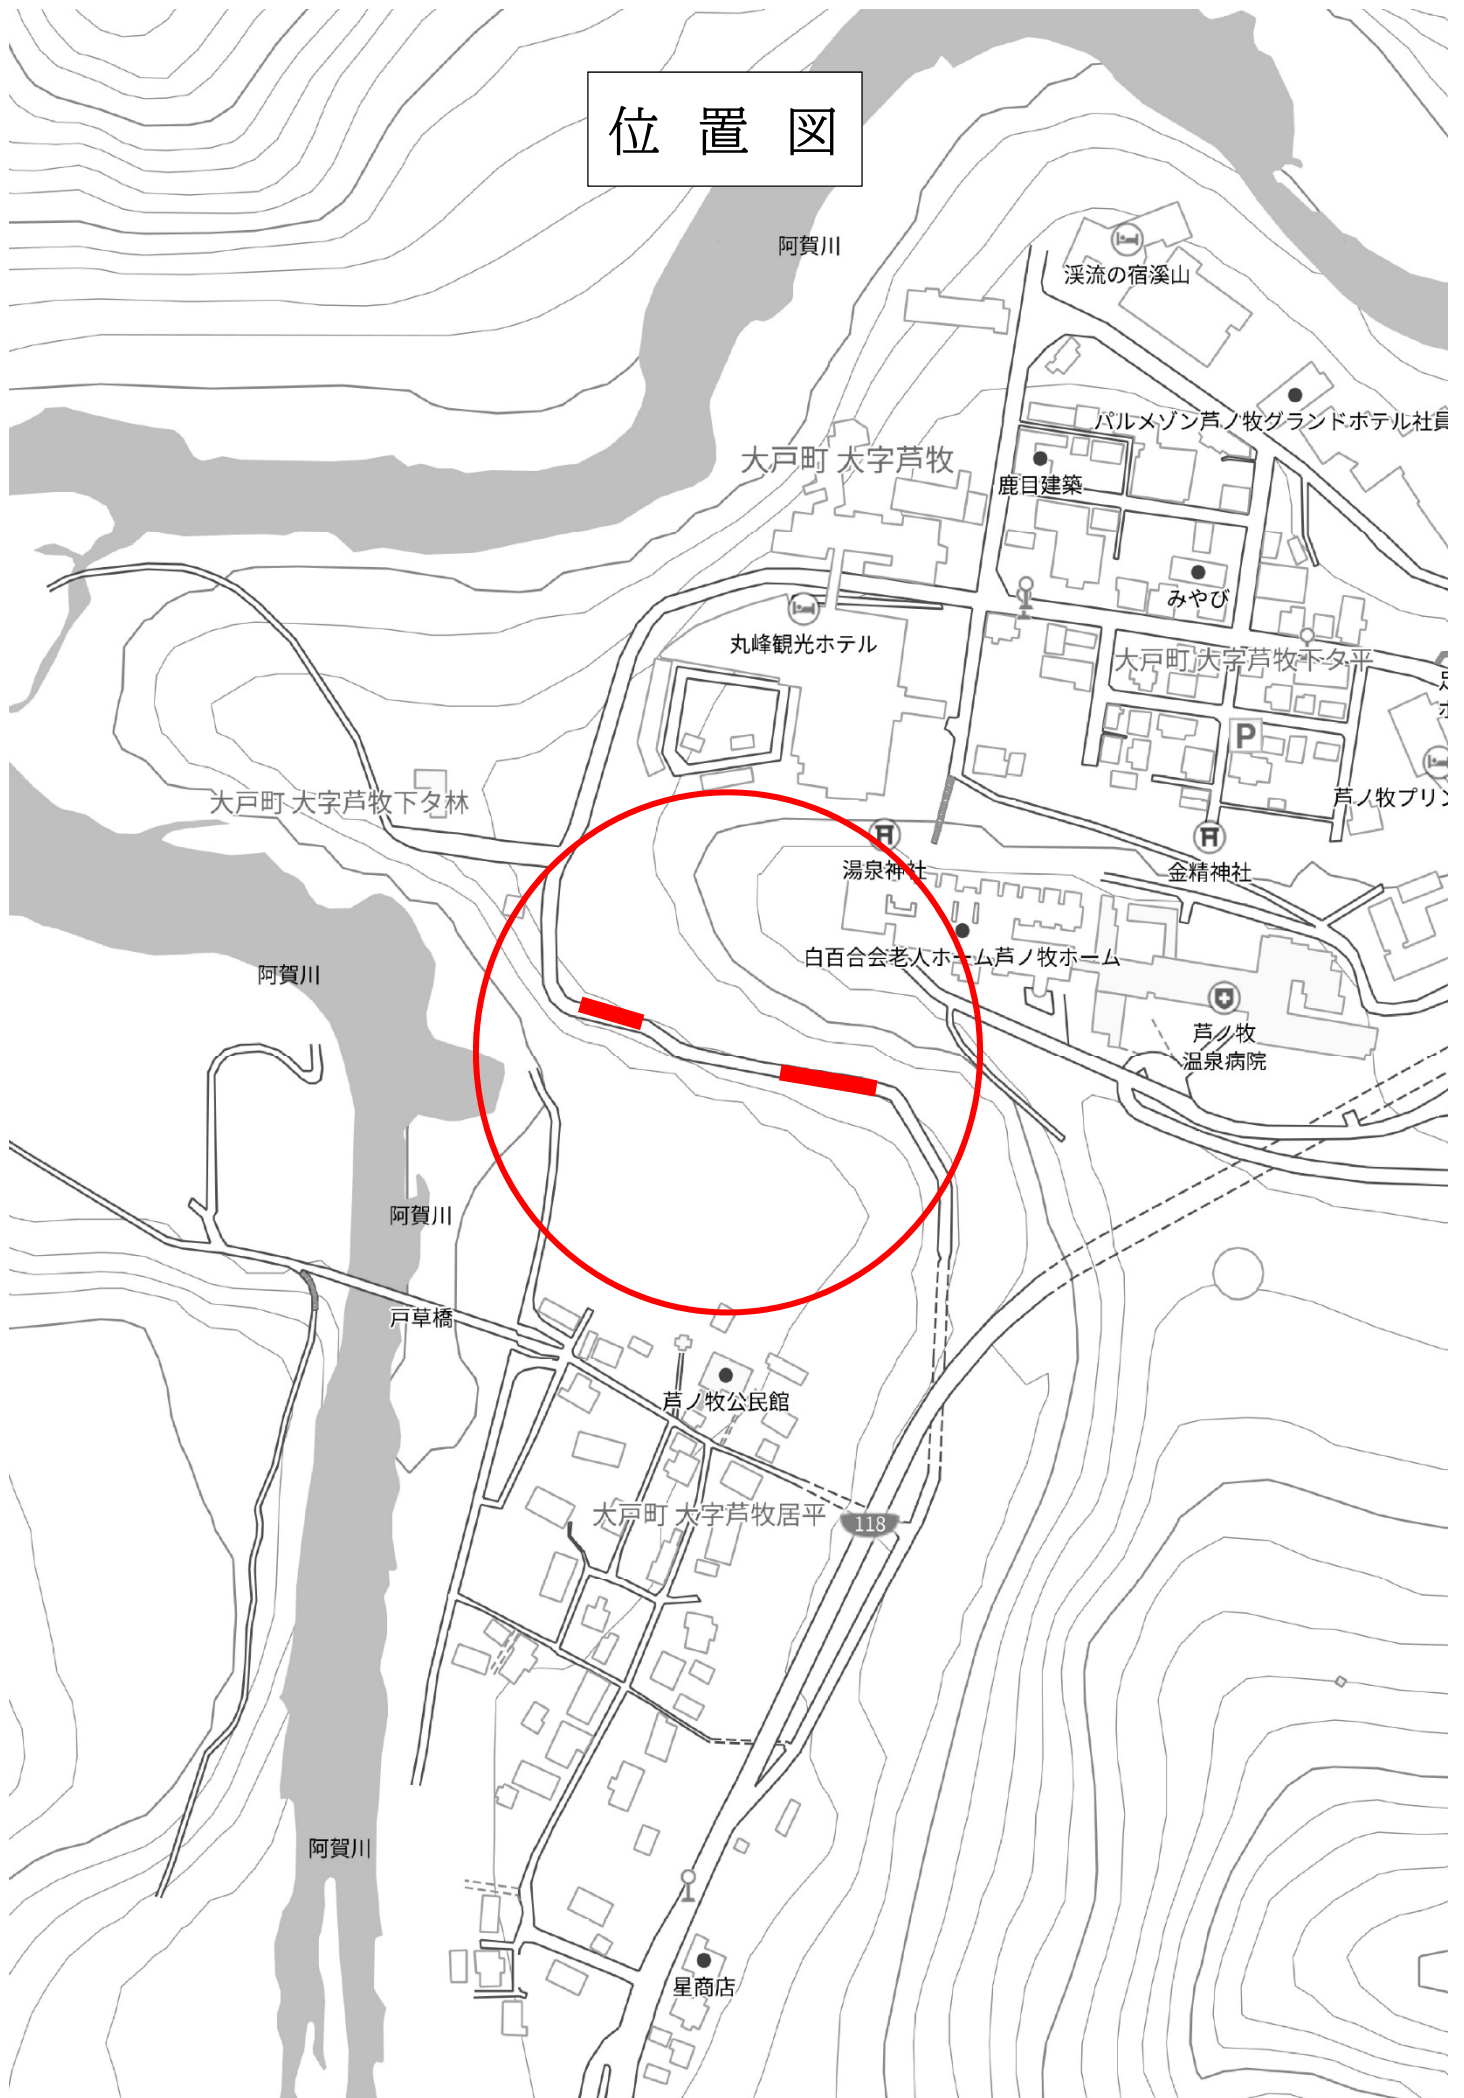 位置図
阿賀川
渓流の宿溪山
パルメゾン芦ノ牧グランドホテル社員
大戸町 大字芦牧
鹿目建築
みやび
丸峰観光ホテル
大戸町 大字芦牧下タ平
足
ホ
P
大戸町 大字芦牧下タ林
芦ノ牧プリン
湯泉神社
金精神社
白百合会老人ホーム芦ノ牧ホーム
阿賀川
芦ノ牧
温泉病院
阿賀川
戸草橋
芦ノ牧公民館
大戸町 大字芦牧居平
118
阿賀川
星商店